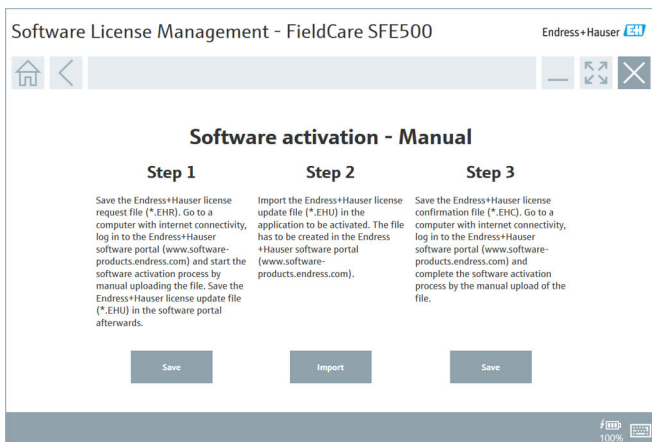 Software License Management - FieldCare SFE500
Endress+Hauser
EH
Software activation - Manual
Step 1
Save the Endress+Hauser license
request file (*.EHR). Go to a
computer with internet connectivity,
log in to the Endress+Hauser
software portal (www.software-
products.endress.com) and start the
software activation process by
manual uploading the file. Save the
Endress+Hauser license update file
(*.EHU) in the software portal
afterwards.
Save
Step 2
Import the Endress+Hauser license
update file (*.EHU) in the
application to be activated. The file
has to be created in the Endress
+Hauser software portal
(www.software-
products.endress.com).
Import
Step 3
Save the Endress+Hauser license
confirmation file (*.EHC). Go to a
computer with internet connectivity,
log in to the Endress+Hauser
software portal (www.software-
products.endress.com) and
complete the software activation
process by the manual upload of the
file.
Save
100%